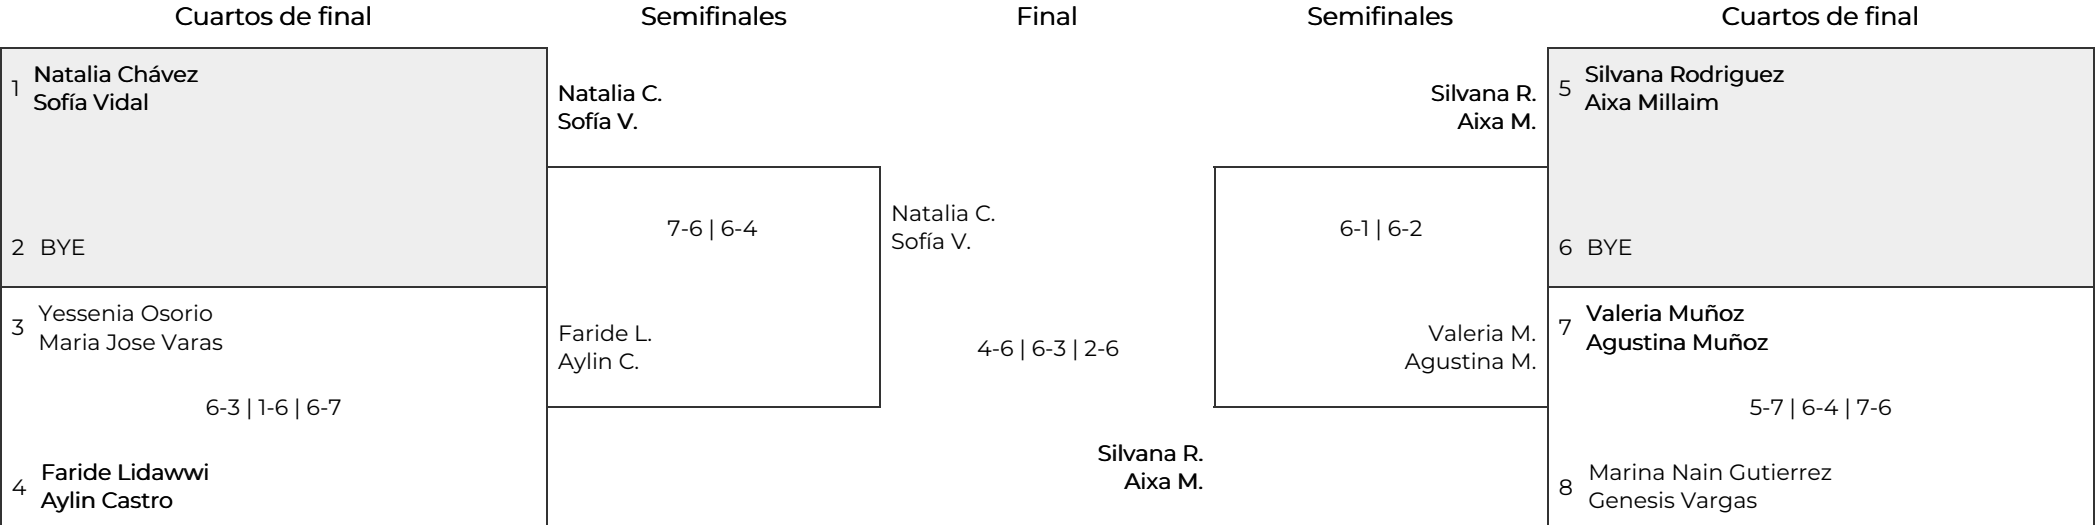 Cuartos de final
Semifinales
Final
Semifinales
Cuartos de final
1
Natalia Chávez
Sofía Vidal
2 BYE
3
Yessenia Osorio
Maria Jose Varas
6-3 | 1-6 | 6-7
4
Faride Lidawwi
Aylin Castro
Natalia C.
Sofía V.
7-6 | 6-4
Faride L.
Aylin C.
Natalia C.
Sofía V.
4-6 | 6-3 | 2-6
Silvana R.
Aixa M.
Silvana R.
Aixa M.
6-1 | 6-2
Valeria M.
Agustina M.
5
Silvana Rodriguez
Aixa Millaim
6 BYE
7
Valeria Muñoz
Agustina Muñoz
5-7 | 6-4 | 7-6
8
Marina Nain Gutierrez
Genesis Vargas